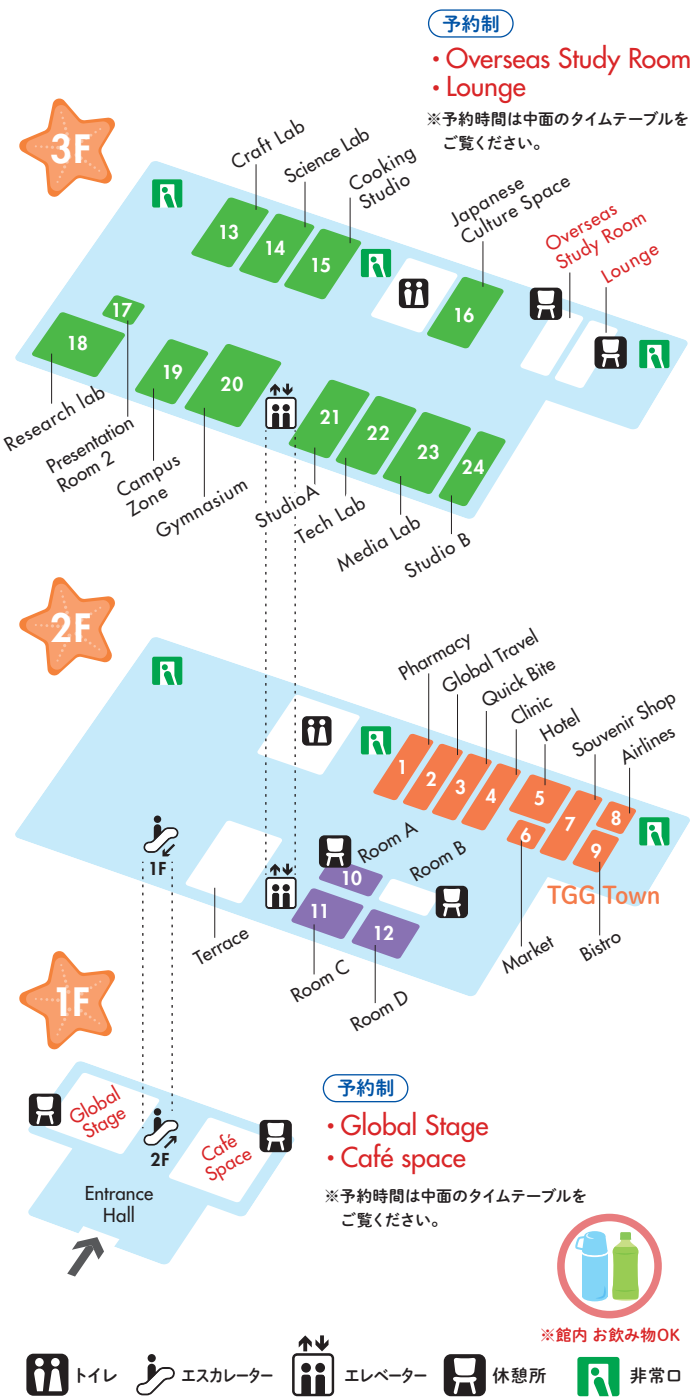 予約制
・Overseas Study Room
・Lounge
※予約時間は中面のタイムテーブルを
ご覧ください。
3F
Craft Lab
Science Lab
Cooking
Studio
Japanese
Culture Space
Overseas
Study Room
Lounge
13
14
15
16
17
18
19
20
21
22
23
24
Research lab
Presentation
Room 2
Campus
Zone
Gymnasium
StudioA
Tech Lab
Media Lab
Studio B
2F
Pharmacy
Global Travel
Quick Bite
Clinic
Hotel
Souvenir Shop
Airlines
1
2
3
4
5
6
7
8
9
TGG Town
1F
Room A
Room B
10
11
12
Terrace
Room C
Room D
Market
Bistro
1F
Global
Stage
2F
Café
Space
Entrance
Hall
予約制
・Global Stage
・Café space
※予約時間は中面のタイムテーブルを
ご覧ください。
※館内 お飲み物OK
トイレ
エスカレーター
エレベーター
休憩所
非常口